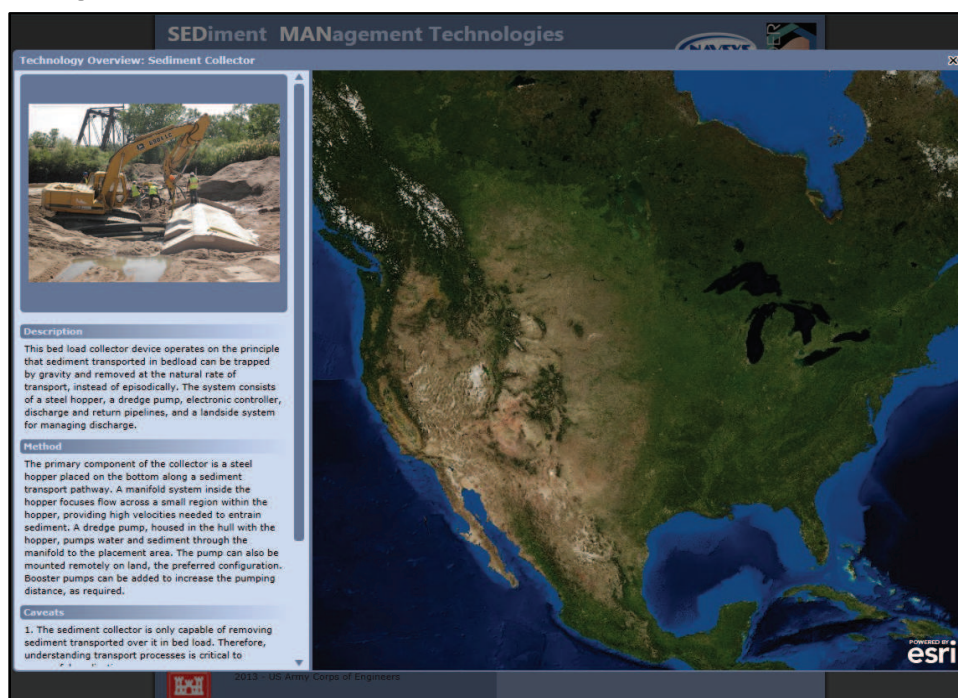 SEDiment MANagement Technologies
NAVSYS
Technology Overview: Sediment Collector
Description
This bed load collector device operates on the principle
that sediment transported in bedload can be trapped
by gravity and removed at the natural rate of
transport, instead of episodically. The system consists
of a steel hopper, a dredge pump, electronic controller,
discharge and return pipelines, and a landside system
for managing discharge.
Method
The primary component of the collector is a steel
hopper placed on the bottom along a sediment
transport pathway. A manifold system inside the
hopper focuses flow across a small region within the
hopper, providing high velocities needed to entrain
sediment. A dredge pump, housed in the hull with the
hopper, pumps water and sediment through the
manifold to the placement area. The pump can also be
mounted remotely on land, the preferred configuration.
Booster pumps can be added to increase the pumping
distance, as required.
Caveats
1. The sediment collector is only capable of removing
sediment transported over it in bed load. Therefore,
understanding transport processes is critical to
POWERED BY
esri
2013 - US Army Corps of Engineers